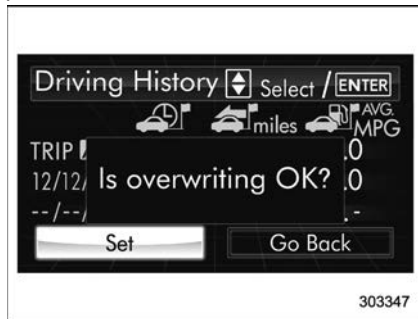 Driving History Select / ENTER
miles AVG. MPG
TRIP .0
12/12/ .0
Is overwriting OK?
--/--/ .-
Set Go Back
303347